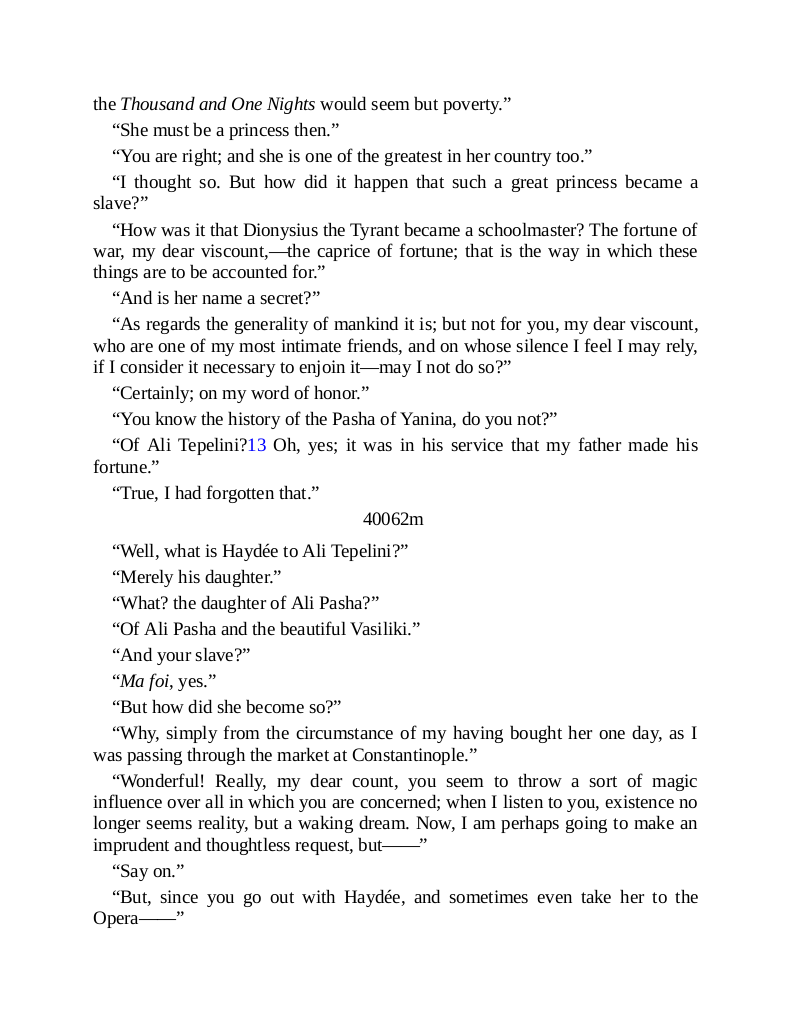 the Thousand and One Nights would seem but poverty.”
“She must be a princess then.”
“You are right; and she is one of the greatest in her country too.”
“I thought so. But how did it happen that such a great princess became a
slave?”
“How was it that Dionysius the Tyrant became a schoolmaster? The fortune of
war, my dear viscount,—the caprice of fortune; that is the way in which these
things are to be accounted for.”
“And is her name a secret?”
“As regards the generality of mankind it is; but not for you, my dear viscount,
who are one of my most intimate friends, and on whose silence I feel I may rely,
if I consider it necessary to enjoin it—may I not do so?”
“Certainly; on my word of honor.”
“You know the history of the Pasha of Yanina, do you not?”
“Of Ali Tepelini?13 Oh, yes; it was in his service that my father made his
fortune.”
“True, I had forgotten that.”
40062m
“Well, what is Haydée to Ali Tepelini?”
“Merely his daughter.”
“What? the daughter of Ali Pasha?”
“Of Ali Pasha and the beautiful Vasiliki.”
“And your slave?”
“Ma foi, yes.”
“But how did she become so?”
“Why, simply from the circumstance of my having bought her one day, as I
was passing through the market at Constantinople.”
“Wonderful! Really, my dear count, you seem to throw a sort of magic
influence over all in which you are concerned; when I listen to you, existence no
longer seems reality, but a waking dream. Now, I am perhaps going to make an
imprudent and thoughtless request, but——”
“Say on.”
“But, since you go out with Haydée, and sometimes even take her to the
Opera——”